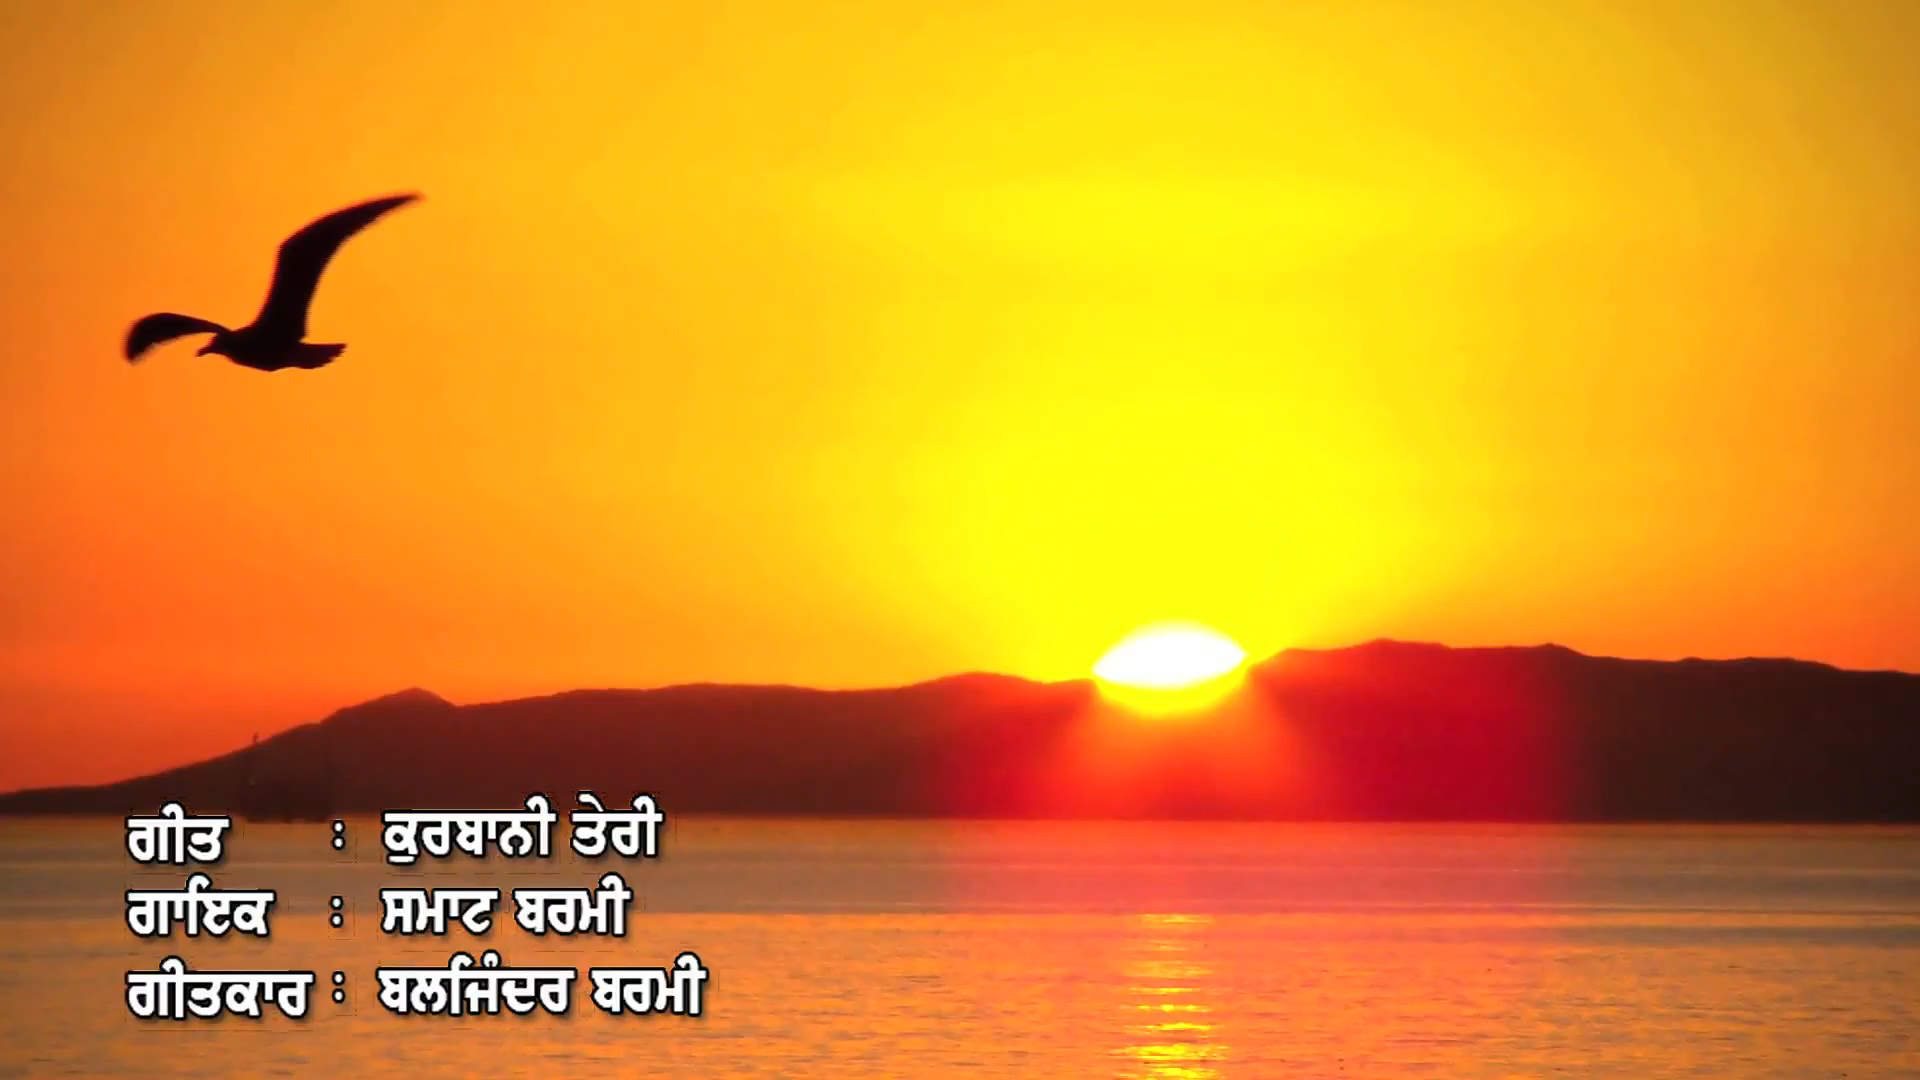 ਗੀਤ : ਕੁਰਬਾਨੀ ਤੇਰੀ
ਗਾਇਕ : ਸਮਾਟ ਬਰਮੀ
ਗੀਤਕਾਰ : ਬਲਜਿੰਦਰ ਬਰਮੀ